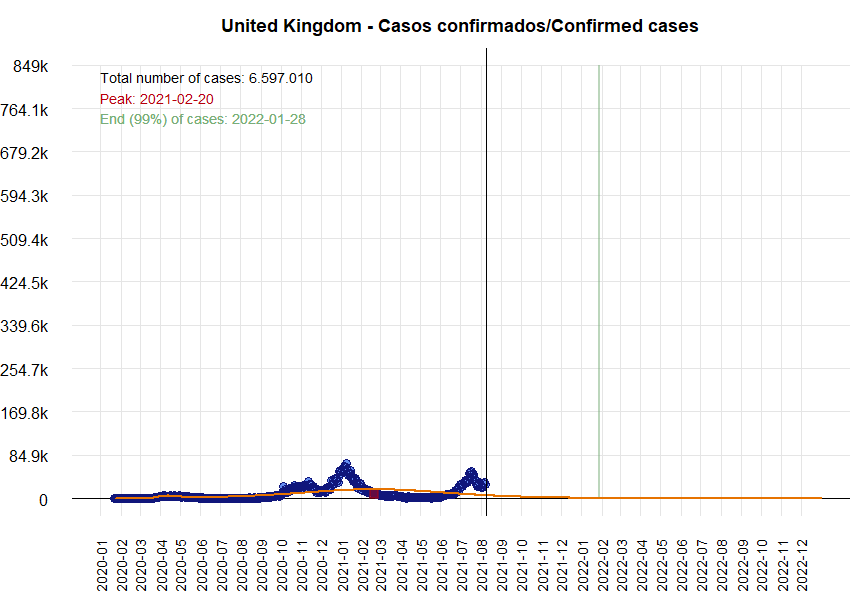 United Kingdom - Casos confirmados/Confirmed cases
849k
Total number of cases: 6.597.010
Peak: 2021-02-20
764.1k
End (99%) of cases: 2022-01-28
679.2k
594.3k
509.4k
424.5k
339.6k
254.7k
169.8k
84.9k
0
2020-01
2020-02
2020-03
2020-04
2020-05
2020-06
2020-07
2020-08
2020-09
2020-10
2020-11
2020-12
2021-01
2021-02
2021-03
2021-04
2021-05
2021-06
2021-07
2021-08
2021-09
2021-10
2021-11
2021-12
2022-01
2022-02
2022-03
2022-04
2022-05
2022-06
2022-07
2022-08
2022-09
2022-10
2022-11
2022-12